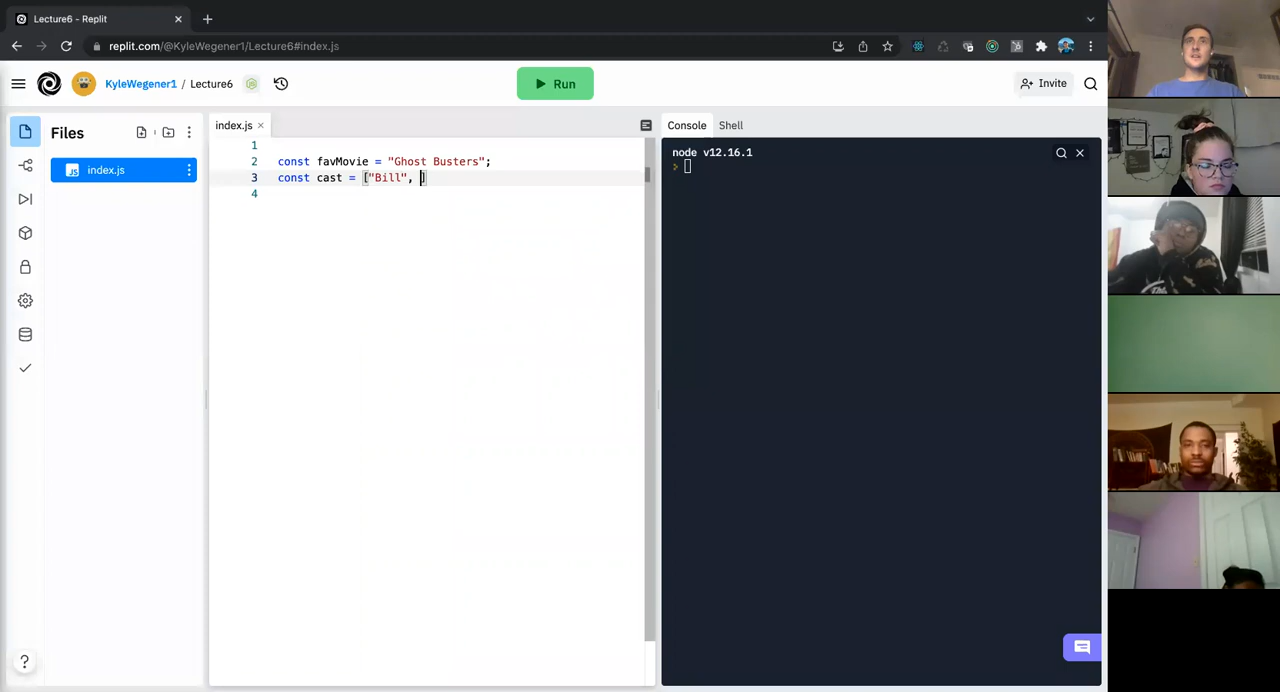 Lecture6 - Replit
replit.com/@KyleWegener1/Lecture6#index.js
KyleWegener1 / Lecture6
Run
Invite
Files
index.js
index.js
1
2 const favMovie = "Ghost Busters";
3 const cast = ["Bill", ]
4
Console
Shell
node v12.16.1
?